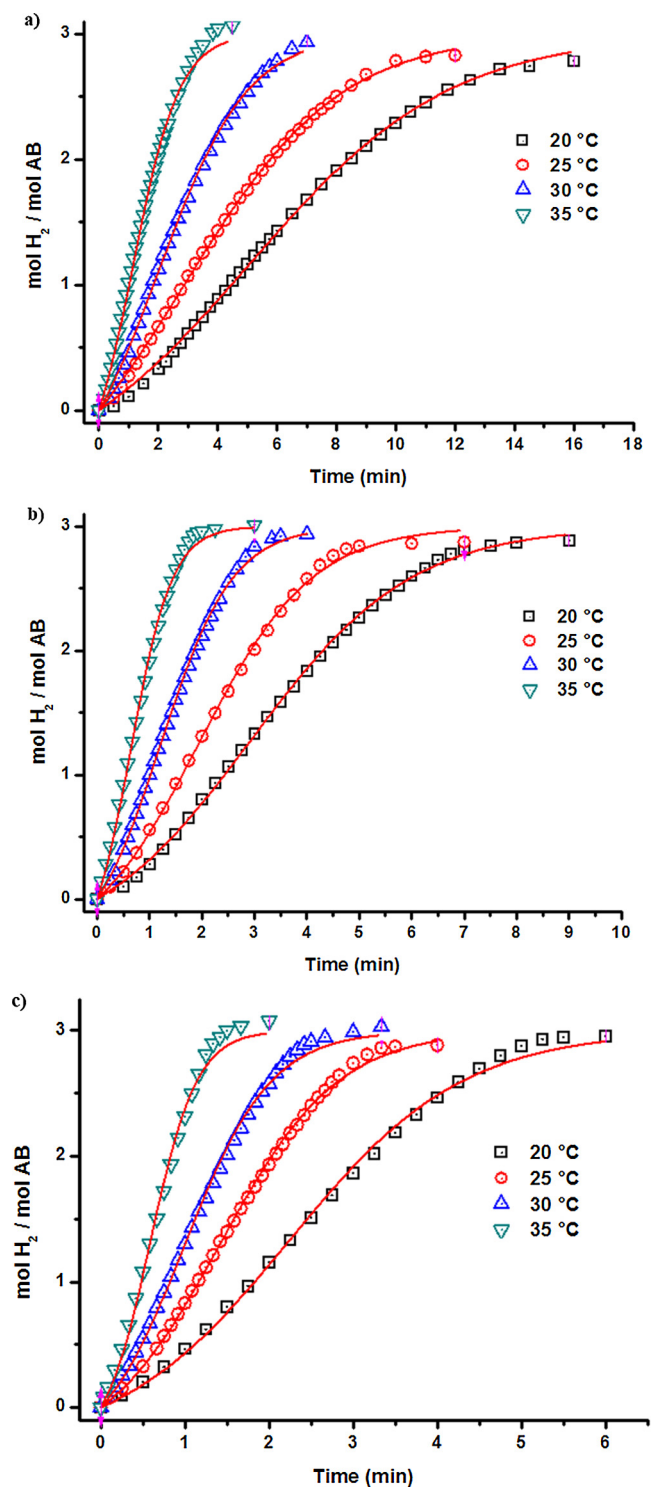 a)
3
2
1
0
mol H2 / mol AB
20 °C
25 °C
30 °C
35 °C
0 2 4 6 8 10 12 14 16 18
Time (min)
b)
3
2
1
0
mol H2 / mol AB
20 °C
25 °C
30 °C
35 °C
0 1 2 3 4 5 6 7 8 9 10
Time (min)
c)
3
2
1
0
mol H2 / mol AB
20 °C
25 °C
30 °C
35 °C
0 1 2 3 4 5 6
Time (min)